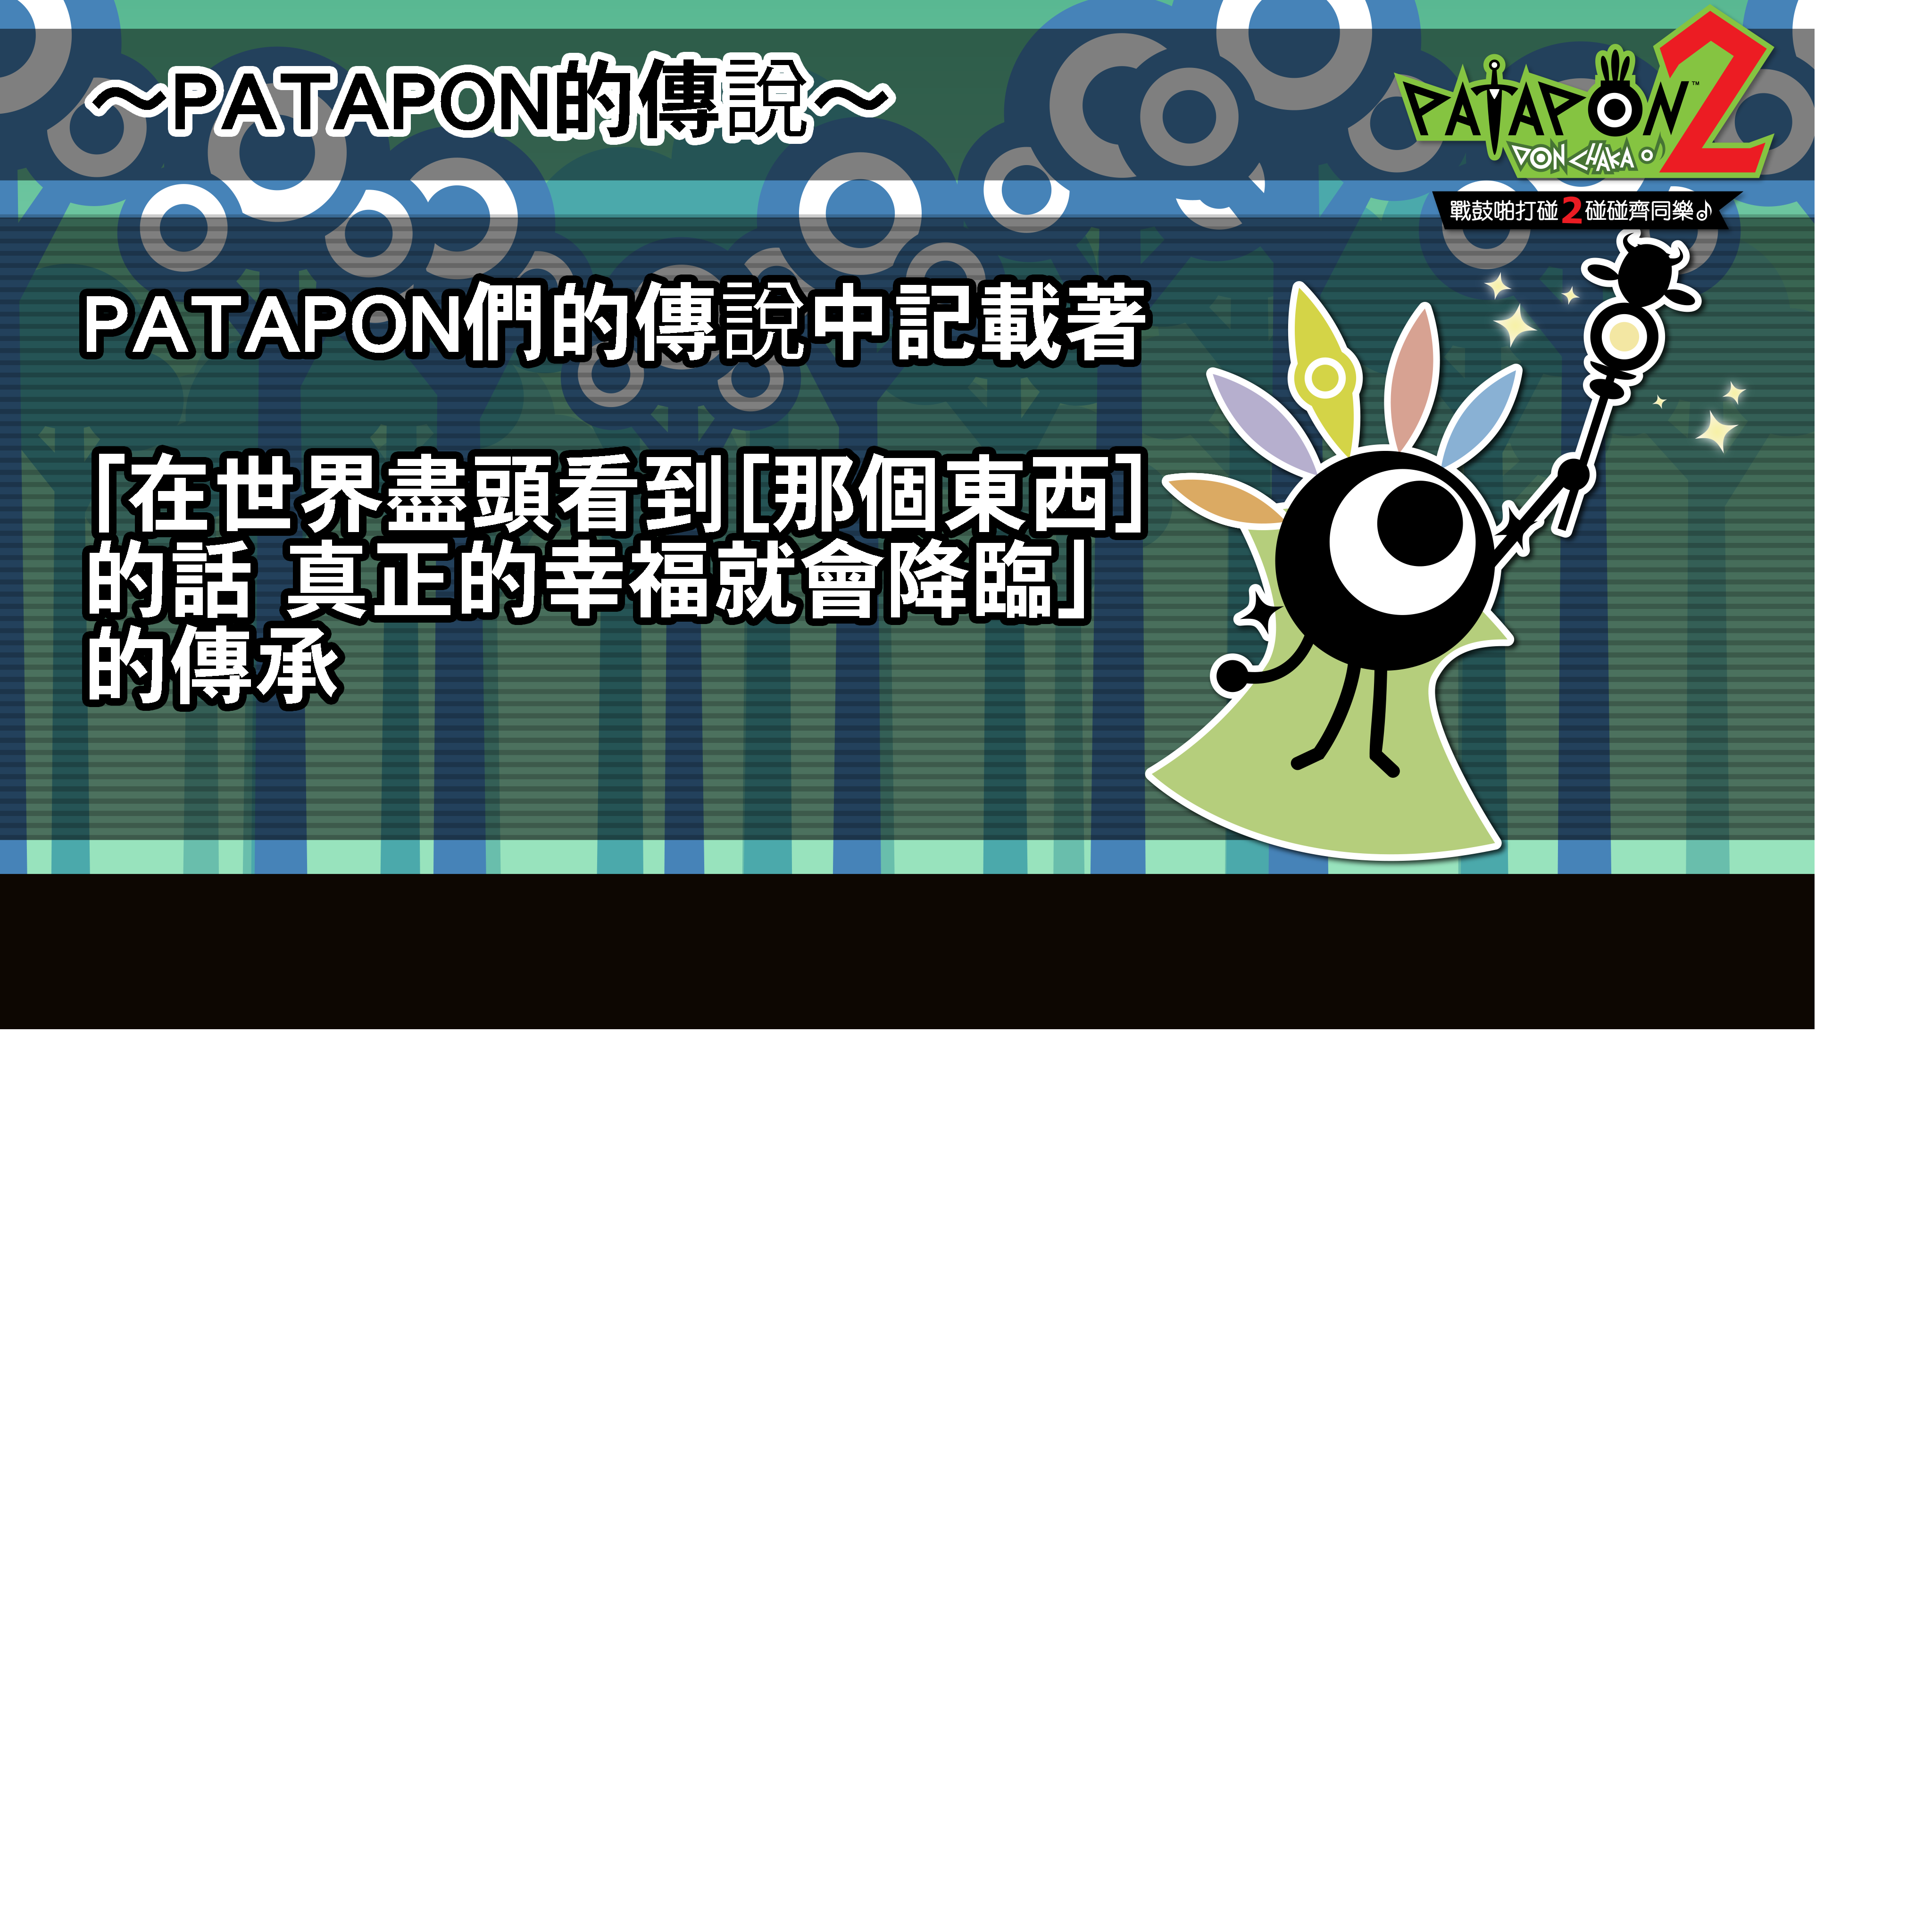 ～PATAPON的傳說～
PATAPON 2
TM
DON CHAKA♪
戰鼓啪打碰2碰碰齊同樂♪
PATAPON們的傳說中記載著
「在世界盡頭看到[那個東西]
的話 真正的幸福就會降臨」
的傳承